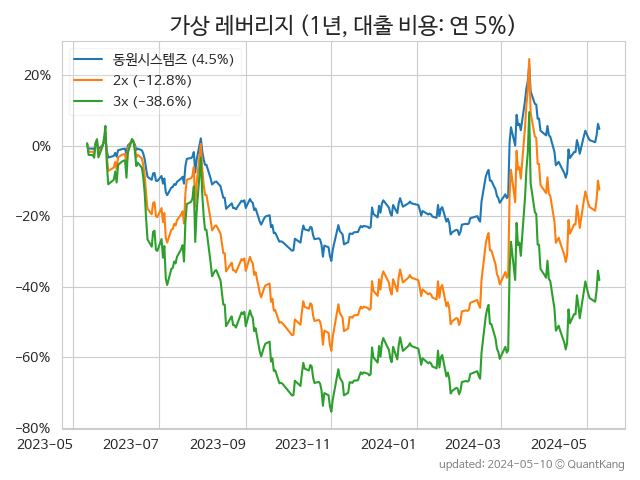 가상 레버리지 (1년, 대출 비용: 연 5%)
동원시스템즈 (4.5%)
2x (−12.8%)
3x (−38.6%)
20%
0%
−20%
−40%
−60%
−80%
2023-05 2023-07 2023-09 2023-11 2024-01 2024-03 2024-05
updated: 2024-05-10 © QuantKang